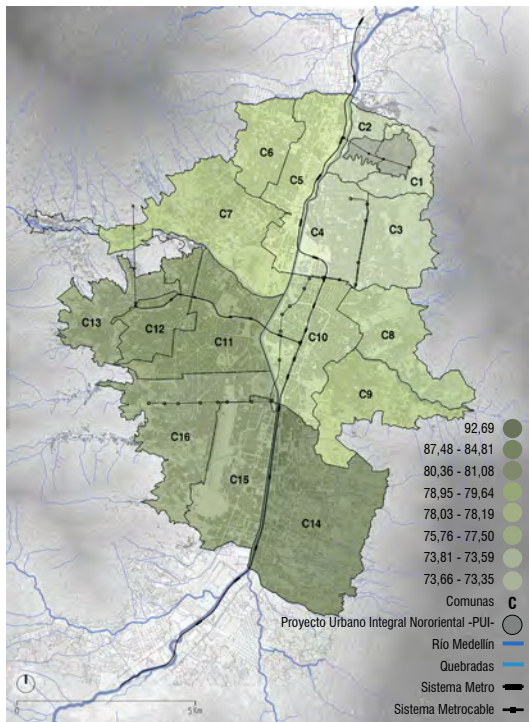 C2
C6
C5
C1
C7
C4
C3
C8
C13
C12
C11
C10
C9
C16
C15
C14
92,69
87,48 - 84,81
80,36 - 81,08
78,95 - 79,64
78,03 - 78,19
75,76 - 77,50
73,81 - 73,59
73,66 - 73,35
Comunas C
Proyecto Urbano Integral Nororiental -PUI-
Río Medellín
Quebradas
Sistema Metro
Sistema Metrocable
0 5 Km